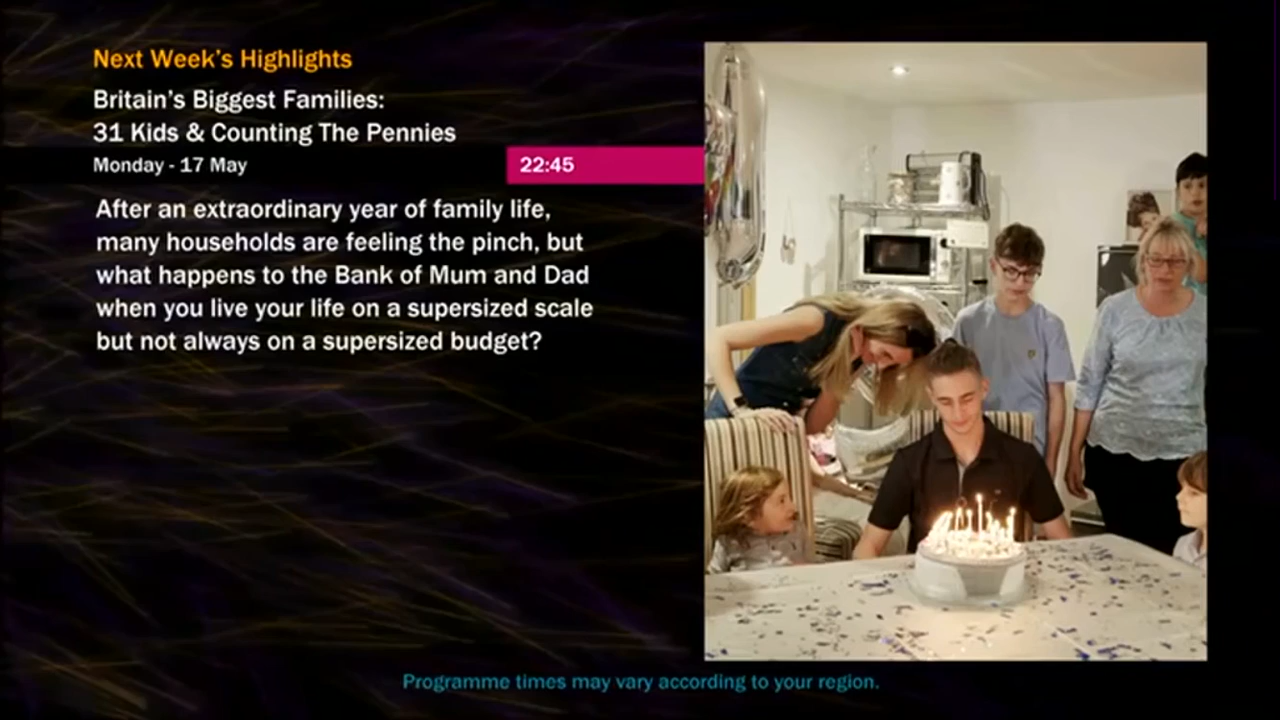 Next Week's Highlights
Britain's Biggest Families:
31 Kids & Counting The Pennies
Monday - 17 May
22:45
After an extraordinary year of family life,
many households are feeling the pinch, but
what happens to the Bank of Mum and Dad
when you live your life on a supersized scale
but not always on a supersized budget?
Programme times may vary according to your region.